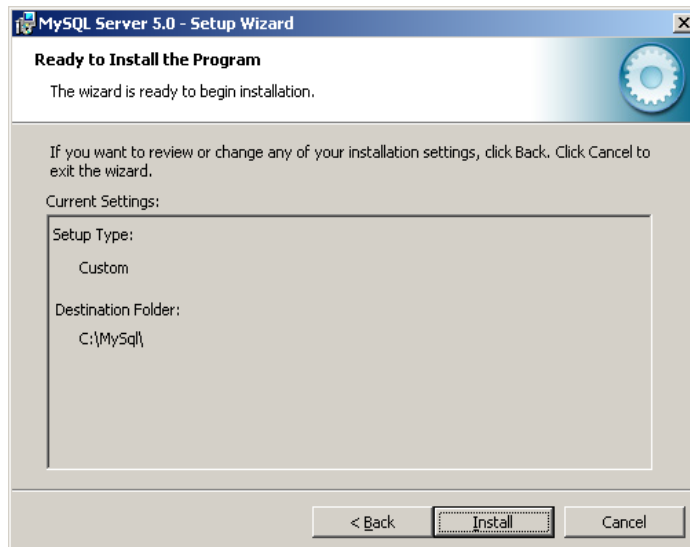 MySQL Server 5.0 - Setup Wizard
Ready to Install the Program
The wizard is ready to begin installation.
If you want to review or change any of your installation settings, click Back. Click Cancel to
exit the wizard.
Current Settings:
Setup Type:
Custom
Destination Folder:
C:\MySql\
< Back
Install
Cancel